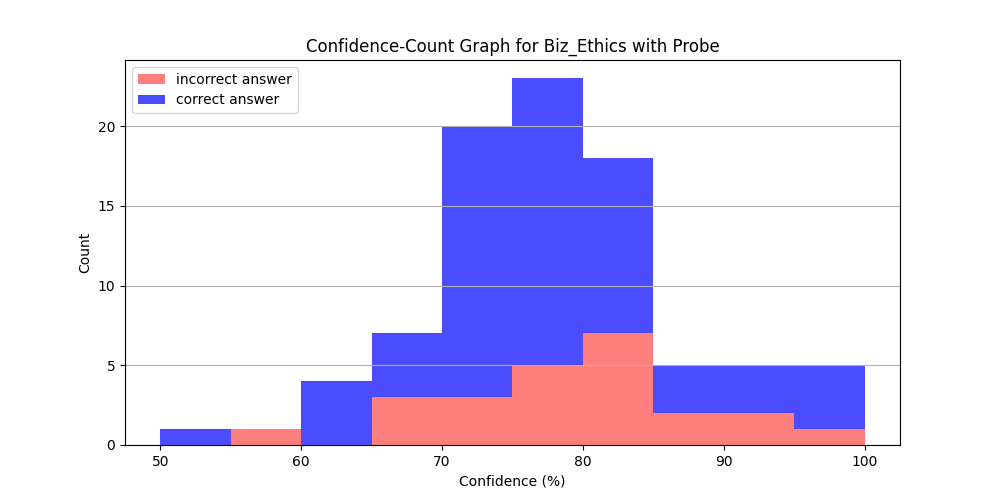 Confidence-Count Graph for Biz_Ethics with Probe
incorrect answer
correct answer
20
15
10
5
0
Count
50 60 70 80 90 100
Confidence (%)